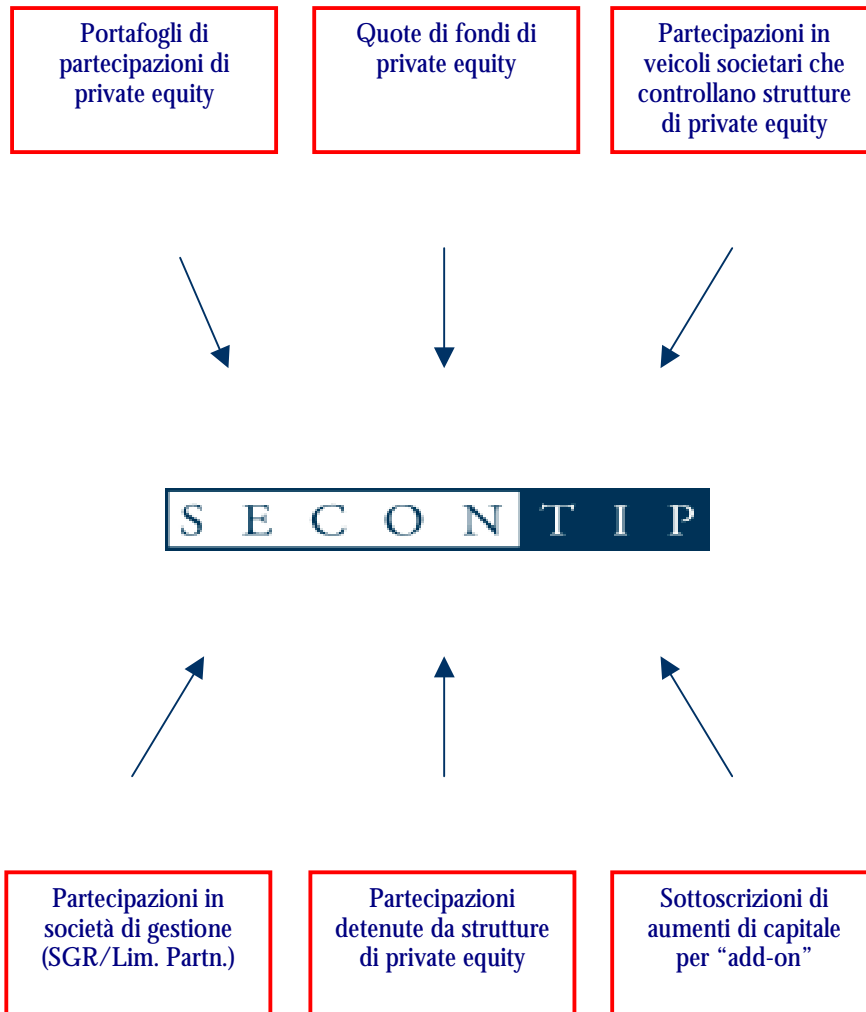 Portafogli di
partecipazioni di
private equity
Quote di fondi di
private equity
Partecipazioni in
veicoli societari che
controllano strutture
di private equity
S E C O N T I P
Partecipazioni in
società di gestione
(SGR/Lim. Partn.)
Partecipazioni
detenute da strutture
di private equity
Sottoscrizioni di
aumenti di capitale
per “add-on”